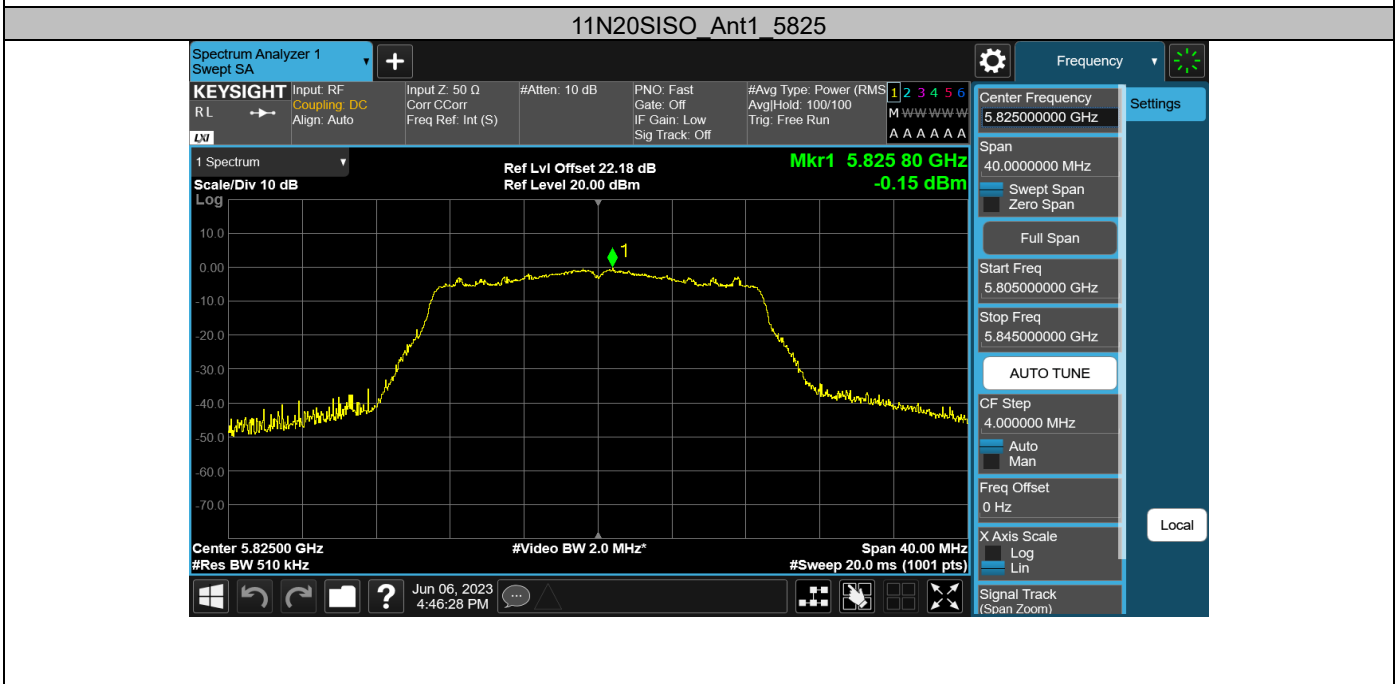 11N20SISO_Ant1_5825
Spectrum Analyzer 1
Swept SA
Frequency
KEYSIGHT
RL
LXI
Input: RF
Coupling: DC
Align: Auto
Input Z: 50 Ω
Corr CCorr
Freq Ref: Int (S)
#Atten: 10 dB
PNO: Fast
Gate: Off
IF Gain: Low
Sig Track: Off
#Avg Type: Power (RMS
Avg|Hold: 100/100
Trig: Free Run
1 2 3 4 5 6
M W W W W W
A A A A A A
1 Spectrum
Scale/Div 10 dB
Ref Lvl Offset 22.18 dB
Ref Level 20.00 dBm
Mkr1 5.825 80 GHz
-0.15 dBm
Log
10.0
0.00
-10.0
-20.0
-30.0
-40.0
-50.0
-60.0
-70.0
1
Center 5.82500 GHz
#Res BW 510 kHz
#Video BW 2.0 MHz*
Span 40.00 MHz
#Sweep 20.0 ms (1001 pts)
Jun 06, 2023
4:46:28 PM
Center Frequency
5.825000000 GHz
Span
40.0000000 MHz
Swept Span
Zero Span
Full Span
Start Freq
5.805000000 GHz
Stop Freq
5.845000000 GHz
AUTO TUNE
CF Step
4.000000 MHz
Auto
Man
Freq Offset
0 Hz
X Axis Scale
Log
Lin
Signal Track
(Span Zoom)
Settings
Local